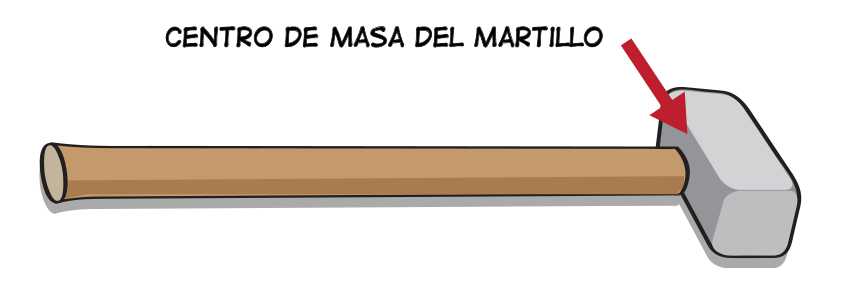 CENTRO DE MASA DEL MARTILLO